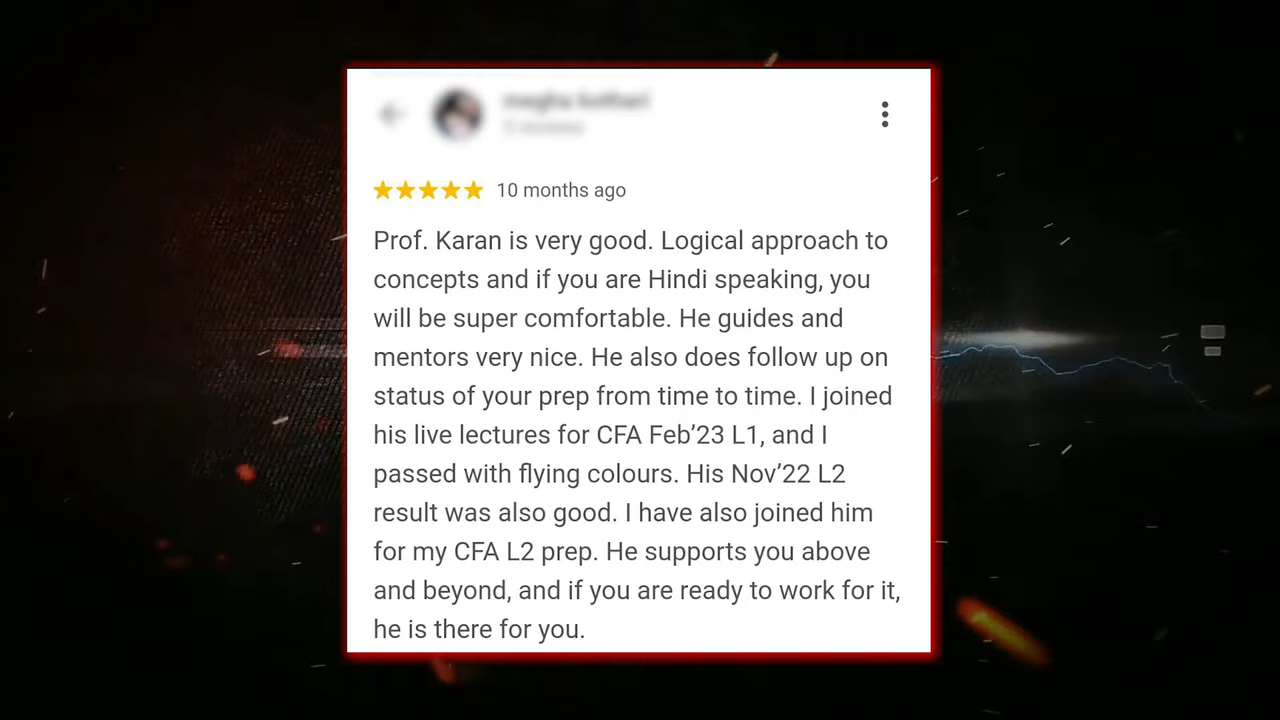 10 months ago
Prof. Karan is very good. Logical approach to
concepts and if you are Hindi speaking, you
will be super comfortable. He guides and
mentors very nice. He also does follow up on
status of your prep from time to time. I joined
his live lectures for CFA Feb’23 L1, and I
passed with flying colours. His Nov’22 L2
result was also good. I have also joined him
for my CFA L2 prep. He supports you above
and beyond, and if you are ready to work for it,
he is there for you.